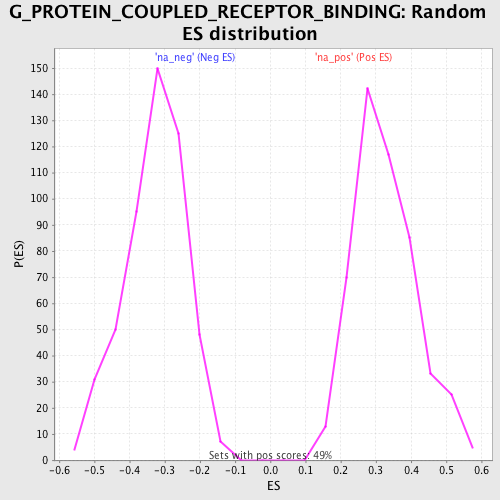 G_PROTEIN_COUPLED_RECEPTOR_BINDING: Random
ES distribution
'na_neg' (Neg ES)
'na_pos' (Pos ES)
150
140
130
120
110
100
90
80
70
60
50
40
30
20
10
0
P(ES)
Sets with pos scores: 49%
-0.6 -0.5 -0.4 -0.3 -0.2 -0.1 0.0 0.1 0.2 0.3 0.4 0.5 0.6
ES